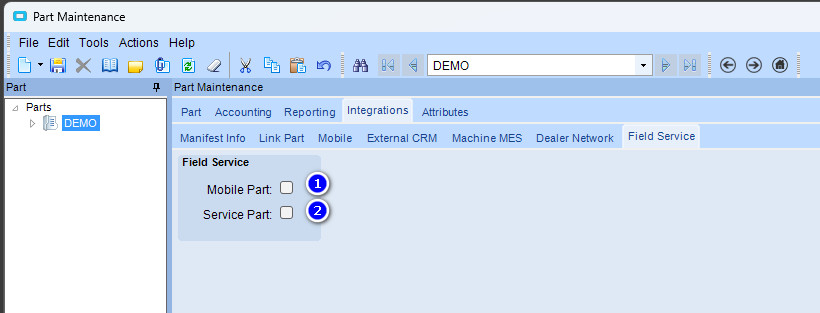 Part Maintenance
File Edit Tools Actions Help
DEMO
Part
Part Maintenance
Parts
DEMO
Part Accounting Reporting Integrations Attributes
Manifest Info Link Part Mobile External CRM Machine MES Dealer Network Field Service
Field Service
Mobile Part: 1
Service Part: 2